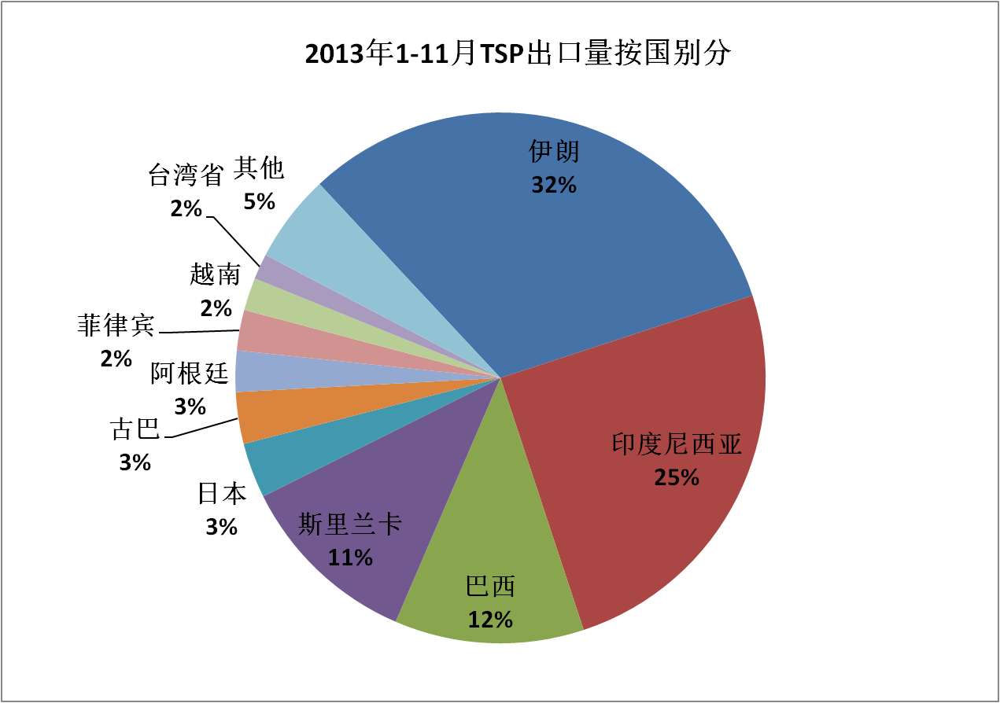 2013年1-11月TSP出口量按国别分
伊朗
32%
印度尼西亚
25%
巴西
12%
斯里兰卡
11%
日本
3%
古巴
3%
阿根廷
3%
菲律宾
2%
越南
2%
台湾省
2%
其他
5%